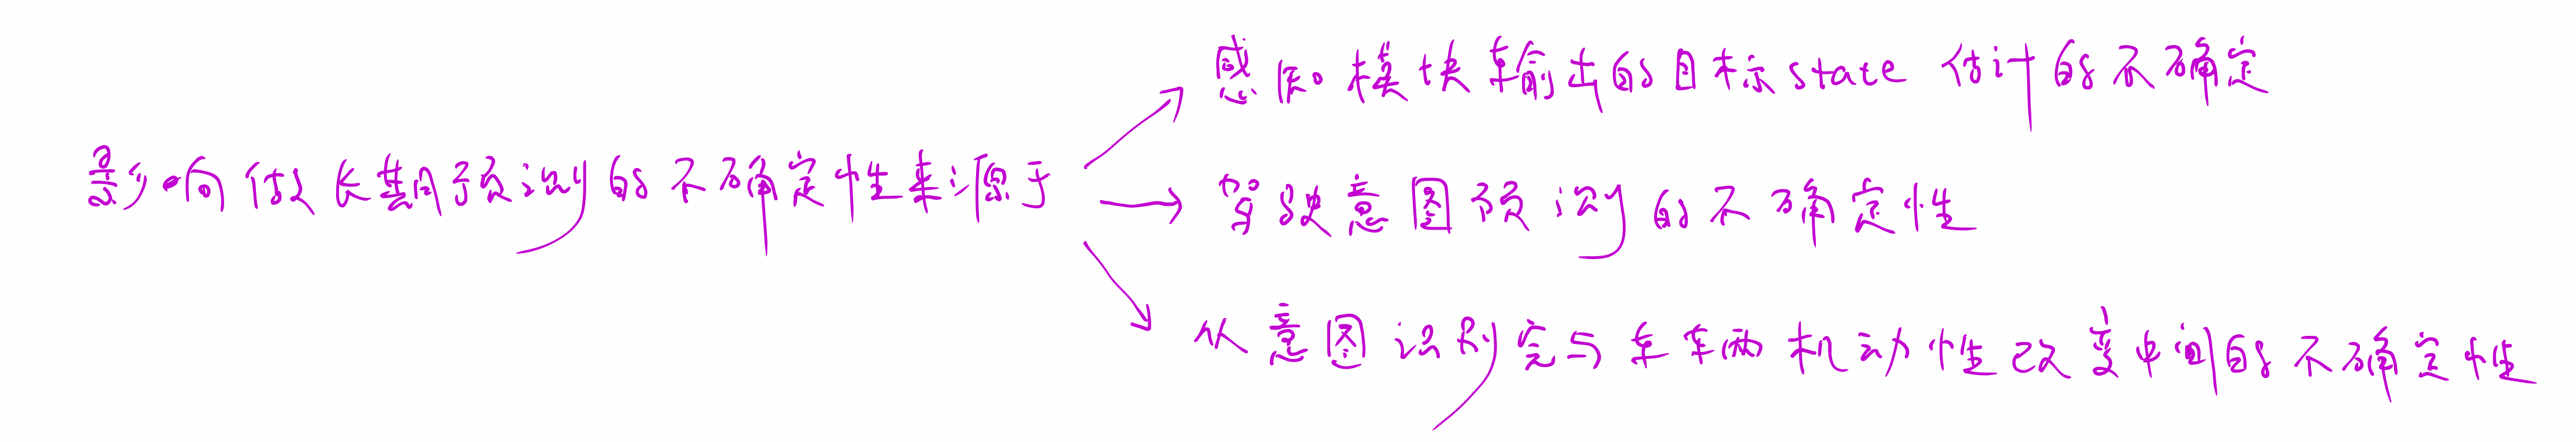 影响做长期预测的不确定性来源于
感知模块输出的目标state 估计的不确定
驾驶意图预测的不确定性
从意图识别完与车车辆机动性改变中间的不确定性